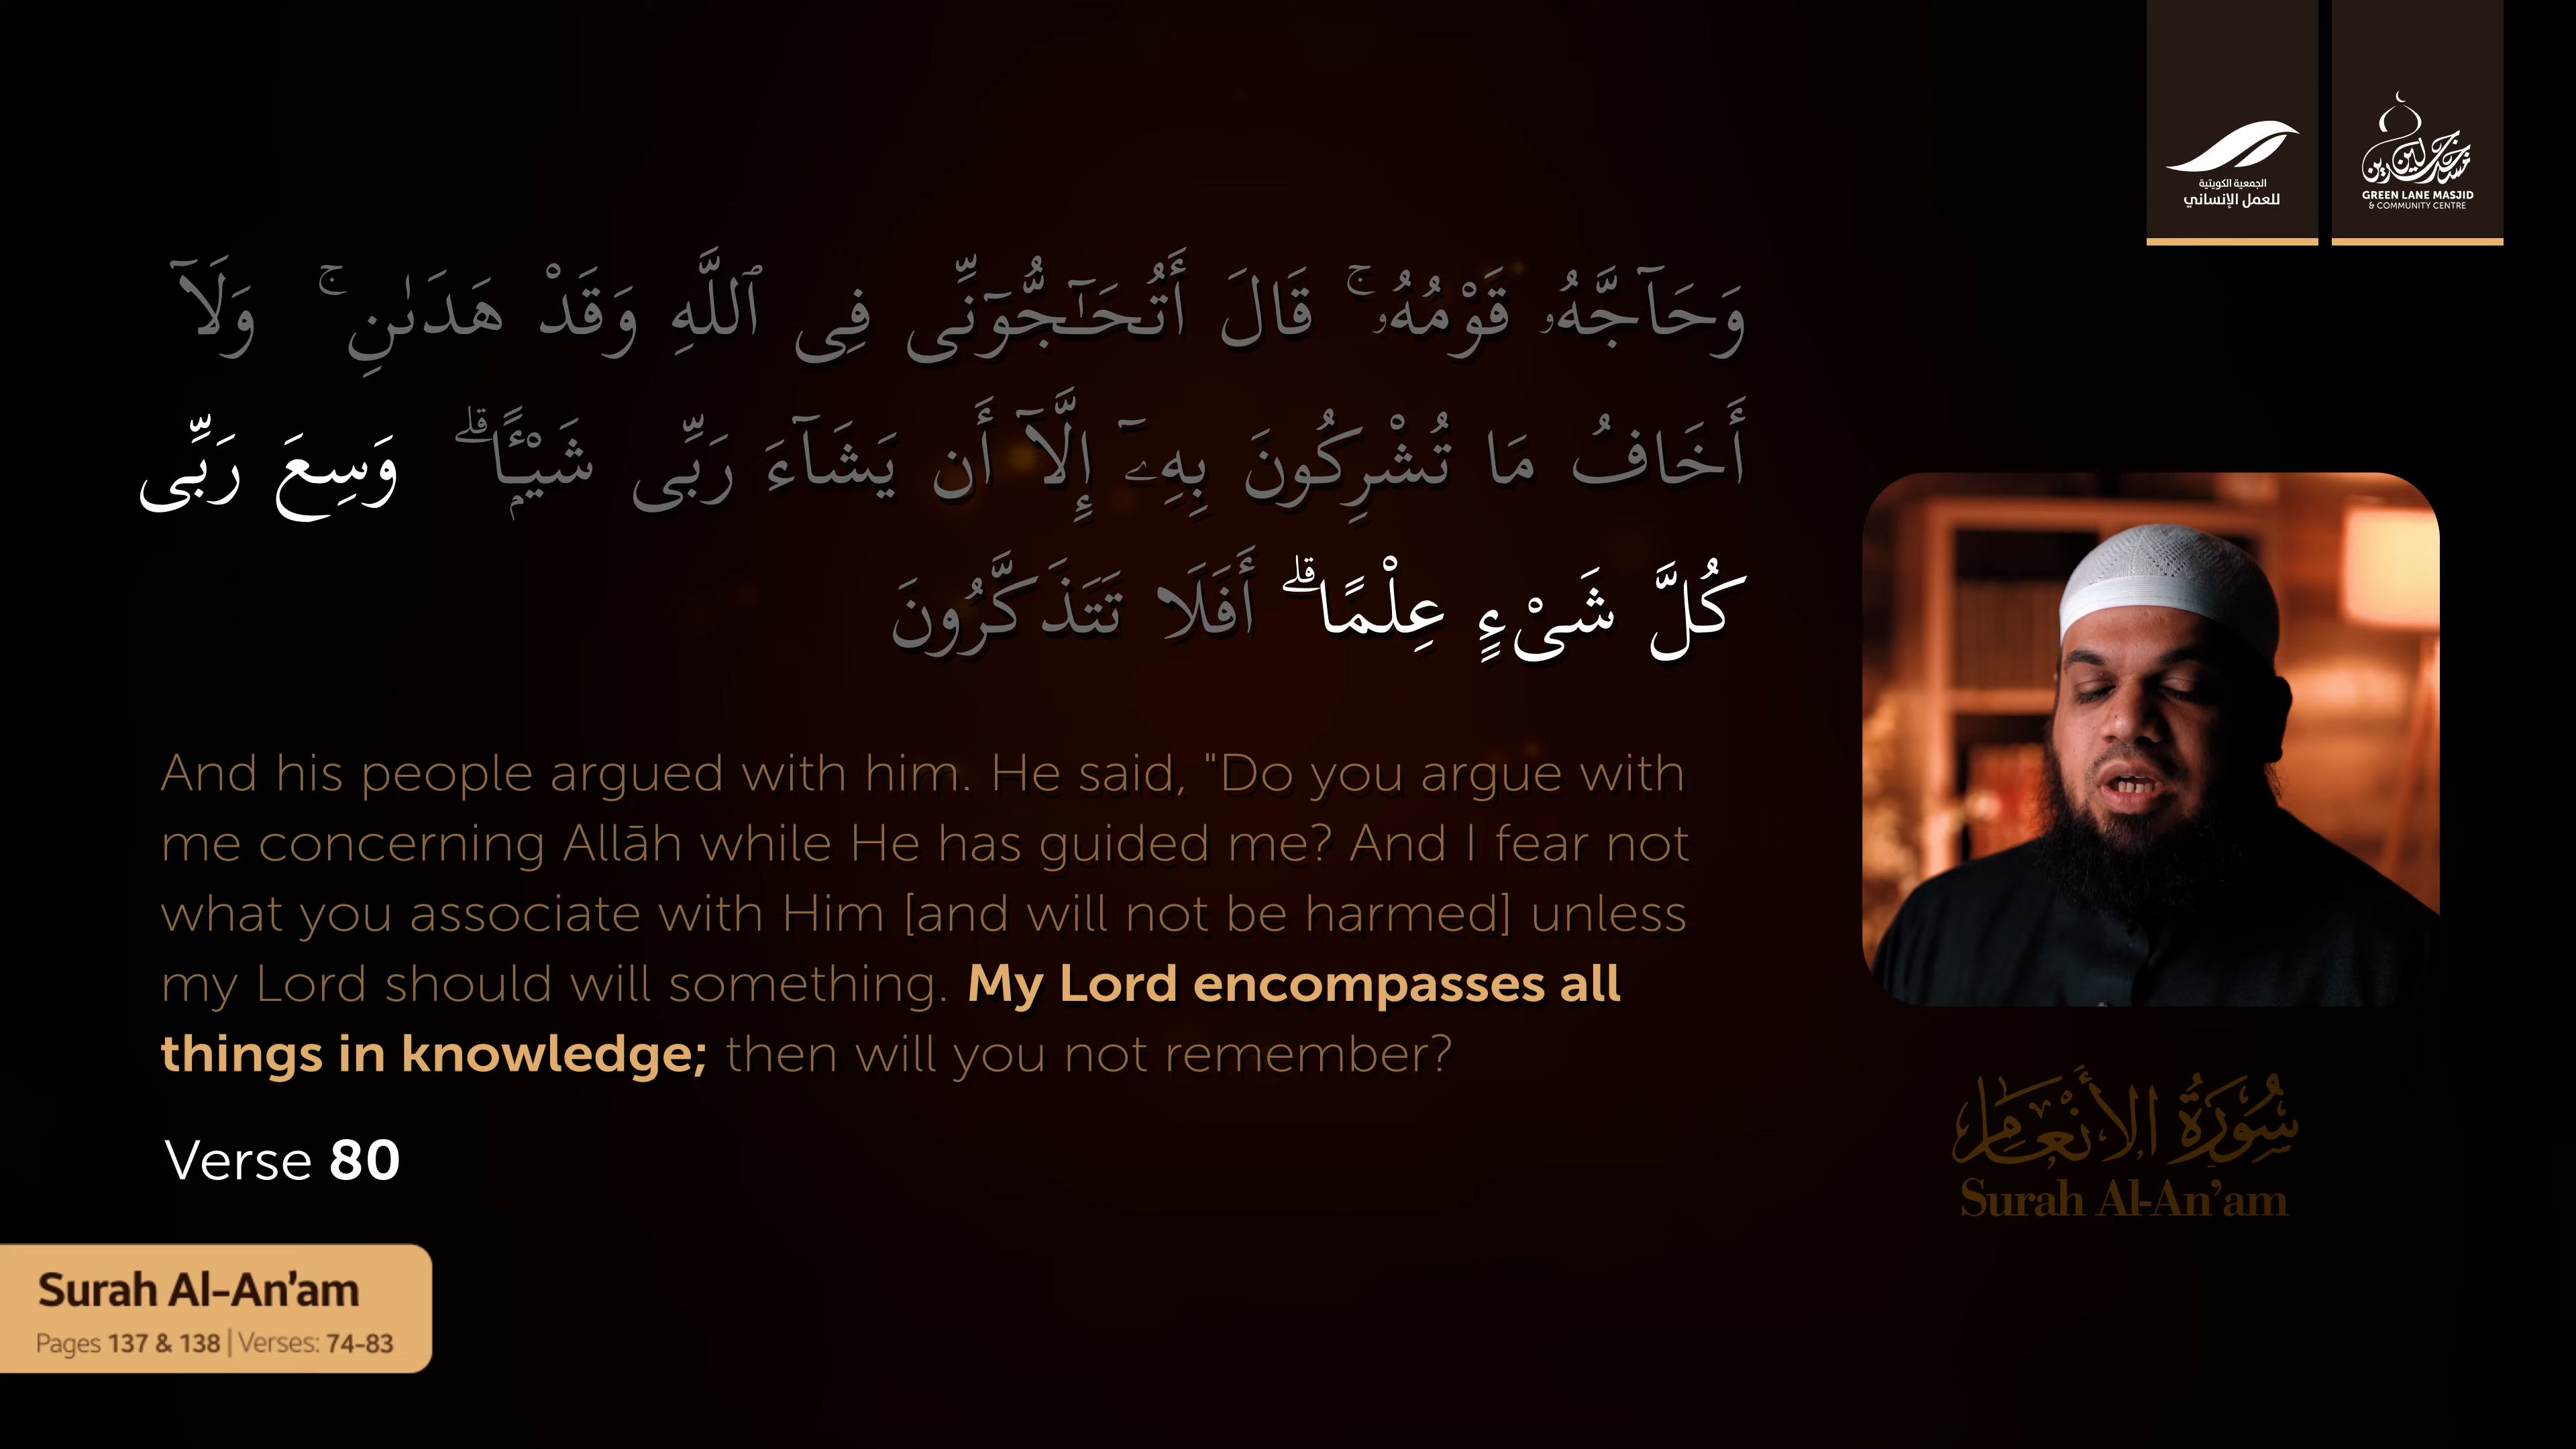 الجمعية الكويتية
للعمل الإنساني
مسجد جرين لين
GREEN LANE MASJID
& COMMUNITY CENTRE
وَحَآجَّهُۥ قَوْمُهُۥ ۚ قَالَ أَتُحَـٰٓجُّوٓنِّى فِى ٱللَّهِ وَقَدْ هَدَىٰنِ ۚ وَلَآ
أَخَافُ مَا تُشْرِكُونَ بِهِۦٓ إِلَّآ أَن يَشَآءَ رَبِّى شَيْـًٔا ۗ وَسِعَ رَبِّى
كُلَّ شَىْءٍ عِلْمًا ۗ أَفَلَا تَتَذَكَّرُونَ
And his people argued with him. He said, "Do you argue with
me concerning Allāh while He has guided me? And I fear not
what you associate with Him [and will not be harmed] unless
my Lord should will something. My Lord encompasses all
things in knowledge; then will you not remember?
Verse 80
سُورَةُ الأَنْعَام
Surah Al-An’am
Surah Al-An’am
Pages 137 & 138 | Verses: 74-83